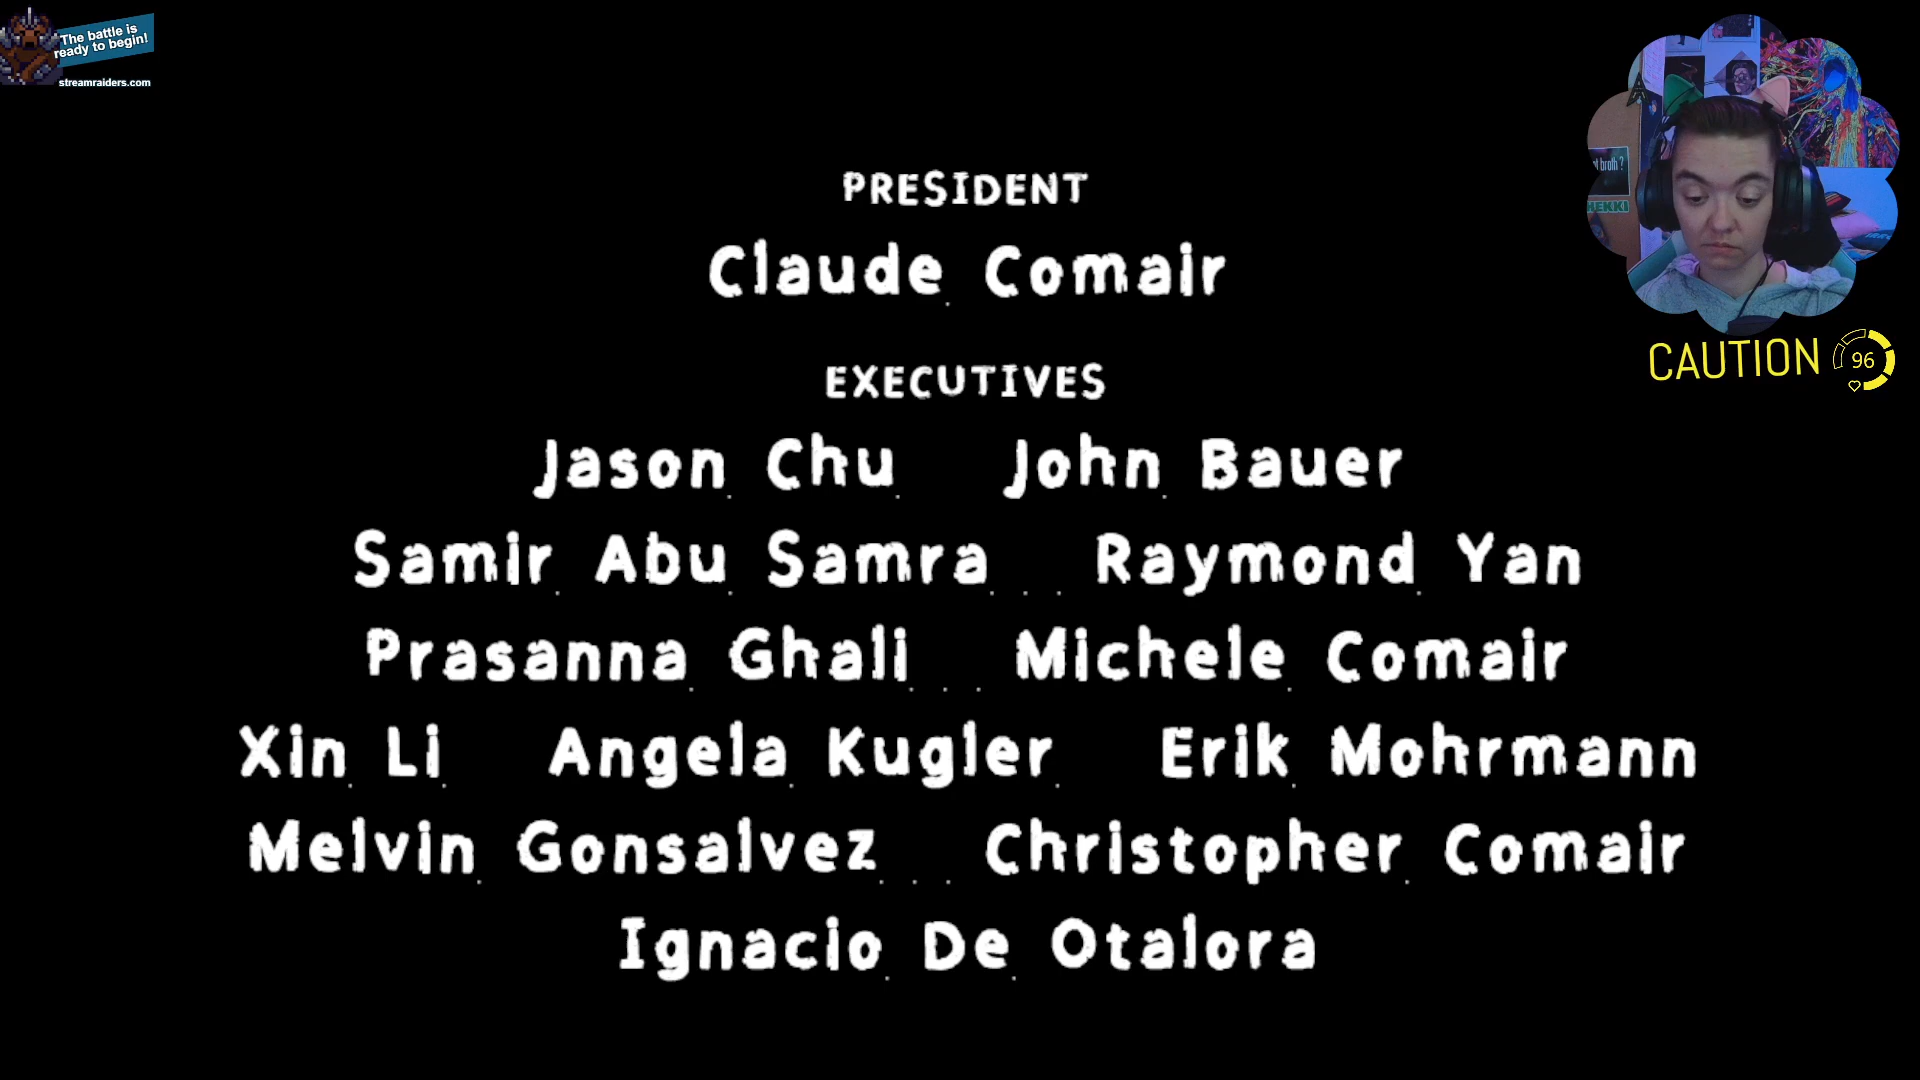 The battle is
ready to begin!
streamraiders.com
PRESIDENT
Claude Comair
EXECUTIVES
Jason Chu John Bauer
Samir Abu Samra Raymond Yan
Prasanna Ghali Michele Comair
Xin Li Angela Kugler Erik Mohrmann
Melvin Gonsalvez Christopher Comair
Ignacio De Otalora
broth?
HEKKI
CAUTION 96